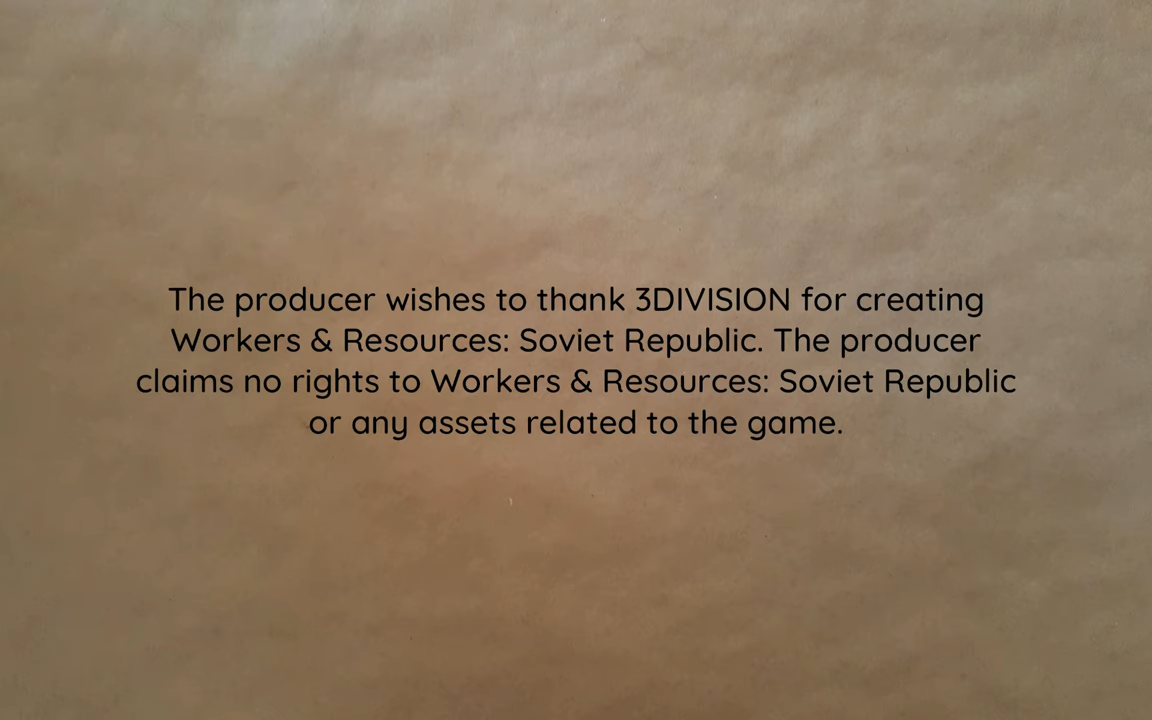 The producer wishes to thank 3DIVISION for creating
Workers & Resources: Soviet Republic. The producer
claims no rights to Workers & Resources: Soviet Republic
or any assets related to the game.